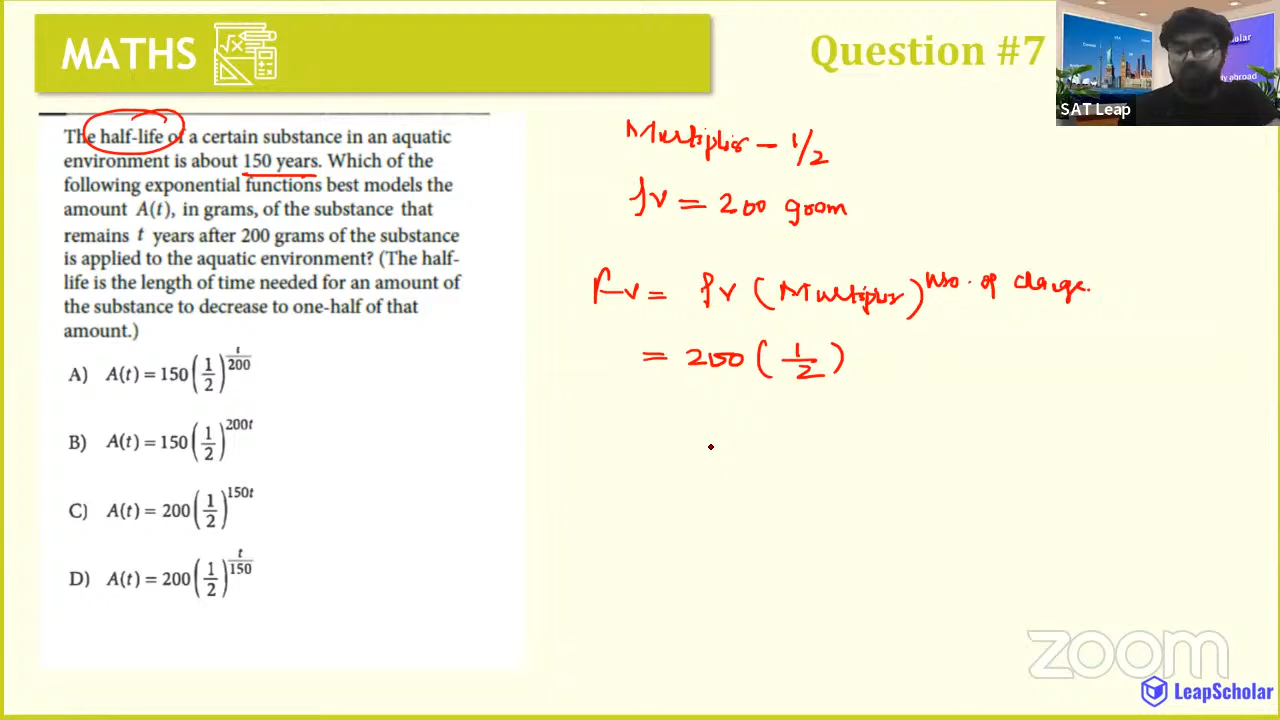 MATHS
Question #7
SAT Leap
The half-life of a certain substance in an aquatic
environment is about 150 years. Which of the
following exponential functions best models the
amount A(t), in grams, of the substance that
remains t years after 200 grams of the substance
is applied to the aquatic environment? (The half-
life is the length of time needed for an amount of
the substance to decrease to one-half of that
amount.)
A) A(t) = 150(1/2)^(t/200)
B) A(t) = 150(1/2)^(200t)
C) A(t) = 200(1/2)^(150t)
D) A(t) = 200(1/2)^(t/150)
Multiplier – 1/2
IV = 200 gram
FV = IV (Multiplier)^No. of change.
= 200 (1/2)
zoom
LeapScholar